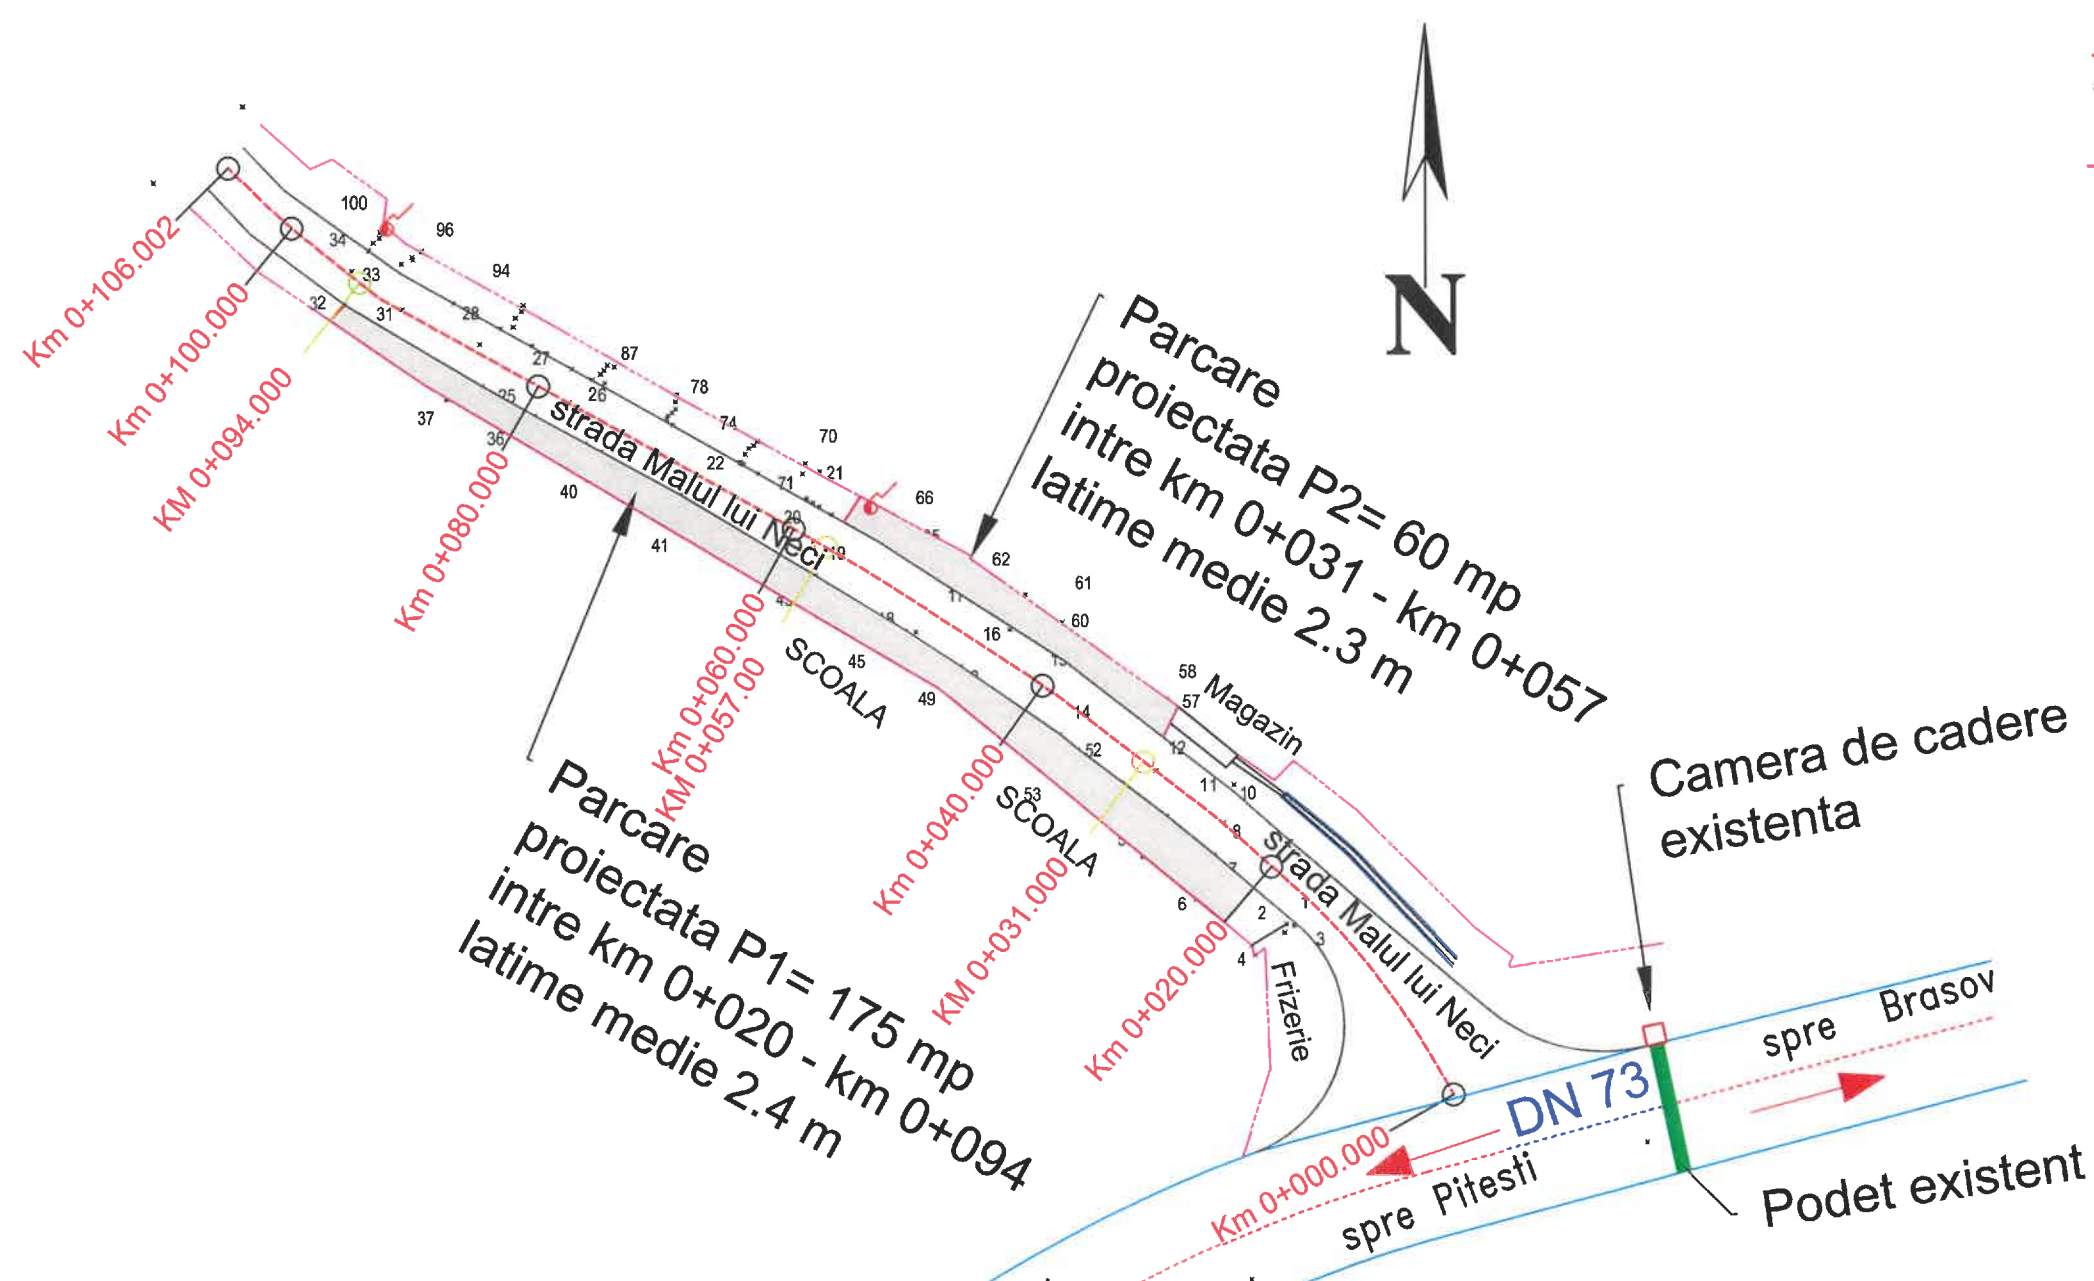 100
96
94
34
33
32
31
28
87
27
78
26
74
25
70
37
36
22
21
71
66
40
20
19
41
62
61
60
17
16
15
45
58
57
49
14
12
52
11
10
53
8
6
2
1
3
4
N
Km 0+106.002
Km 0+100.000
KM 0+094.000
Km 0+080.000
Km 0+060.000
KM 0+057.00
Km 0+040.000
KM 0+031.000
Km 0+020.000
Km 0+000.000
strada Malul lui Neci
strada Malul lui Neci
Parcare
proiectata P2= 60 mp
intre km 0+031 - km 0+057
latime medie 2.3 m
Parcare
proiectata P1= 175 mp
intre km 0+020 - km 0+094
latime medie 2.4 m
SCOALA
SCOALA
Magazin
Frizerie
Camera de cadere
existenta
spre Brasov
DN 73
spre Pitesti
Podet existent